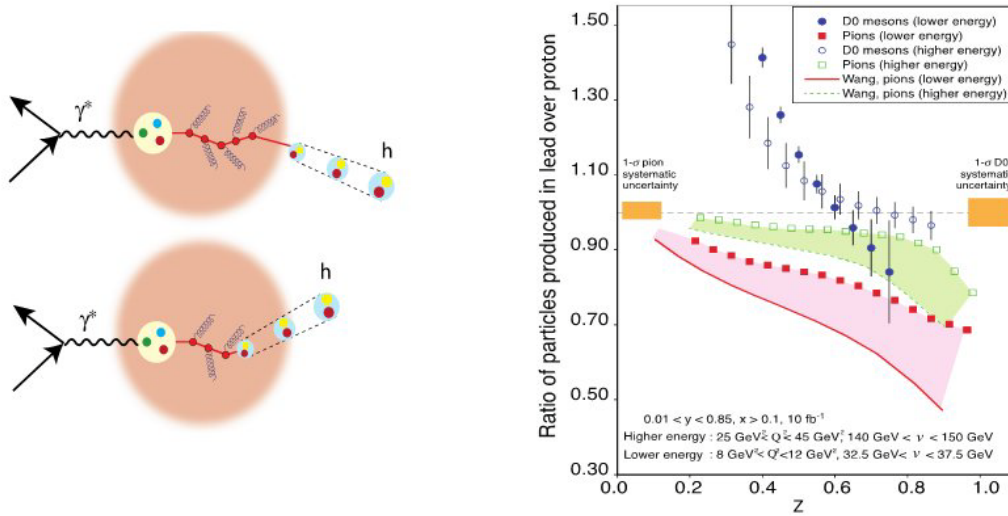 γ*
h
h
γ*
Ratio of particles produced in lead over proton
1.50
1.30
1.10
0.90
0.70
0.50
0.30
D0 mesons (lower energy)
Pions (lower energy)
D0 mesons (higher energy)
Pions (higher energy)
Wang, pions (lower energy)
Wang, pions (higher energy)
1-σ pion
systematic
uncertainty
1-σ D0
systematic
uncertainty
0.01 < y < 0.85, x > 0.1, 10 fb⁻¹
Higher energy : 25 GeV²< Q² < 45 GeV², 140 GeV < ν < 150 GeV
Lower energy : 8 GeV²< Q² <12 GeV², 32.5 GeV< ν < 37.5 GeV
0.0
0.2
0.4
0.6
0.8
1.0
Z